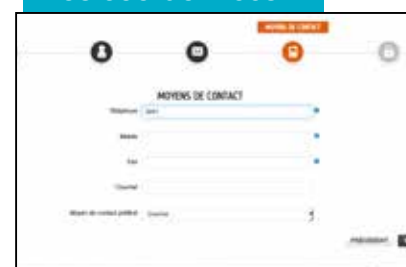 MOYENS DE CONTACT
MOYENS DE CONTACT
Téléphone
Mobile
Fax
Courriel
Moyen de contact préféré Courriel
PRÉCÉDENT